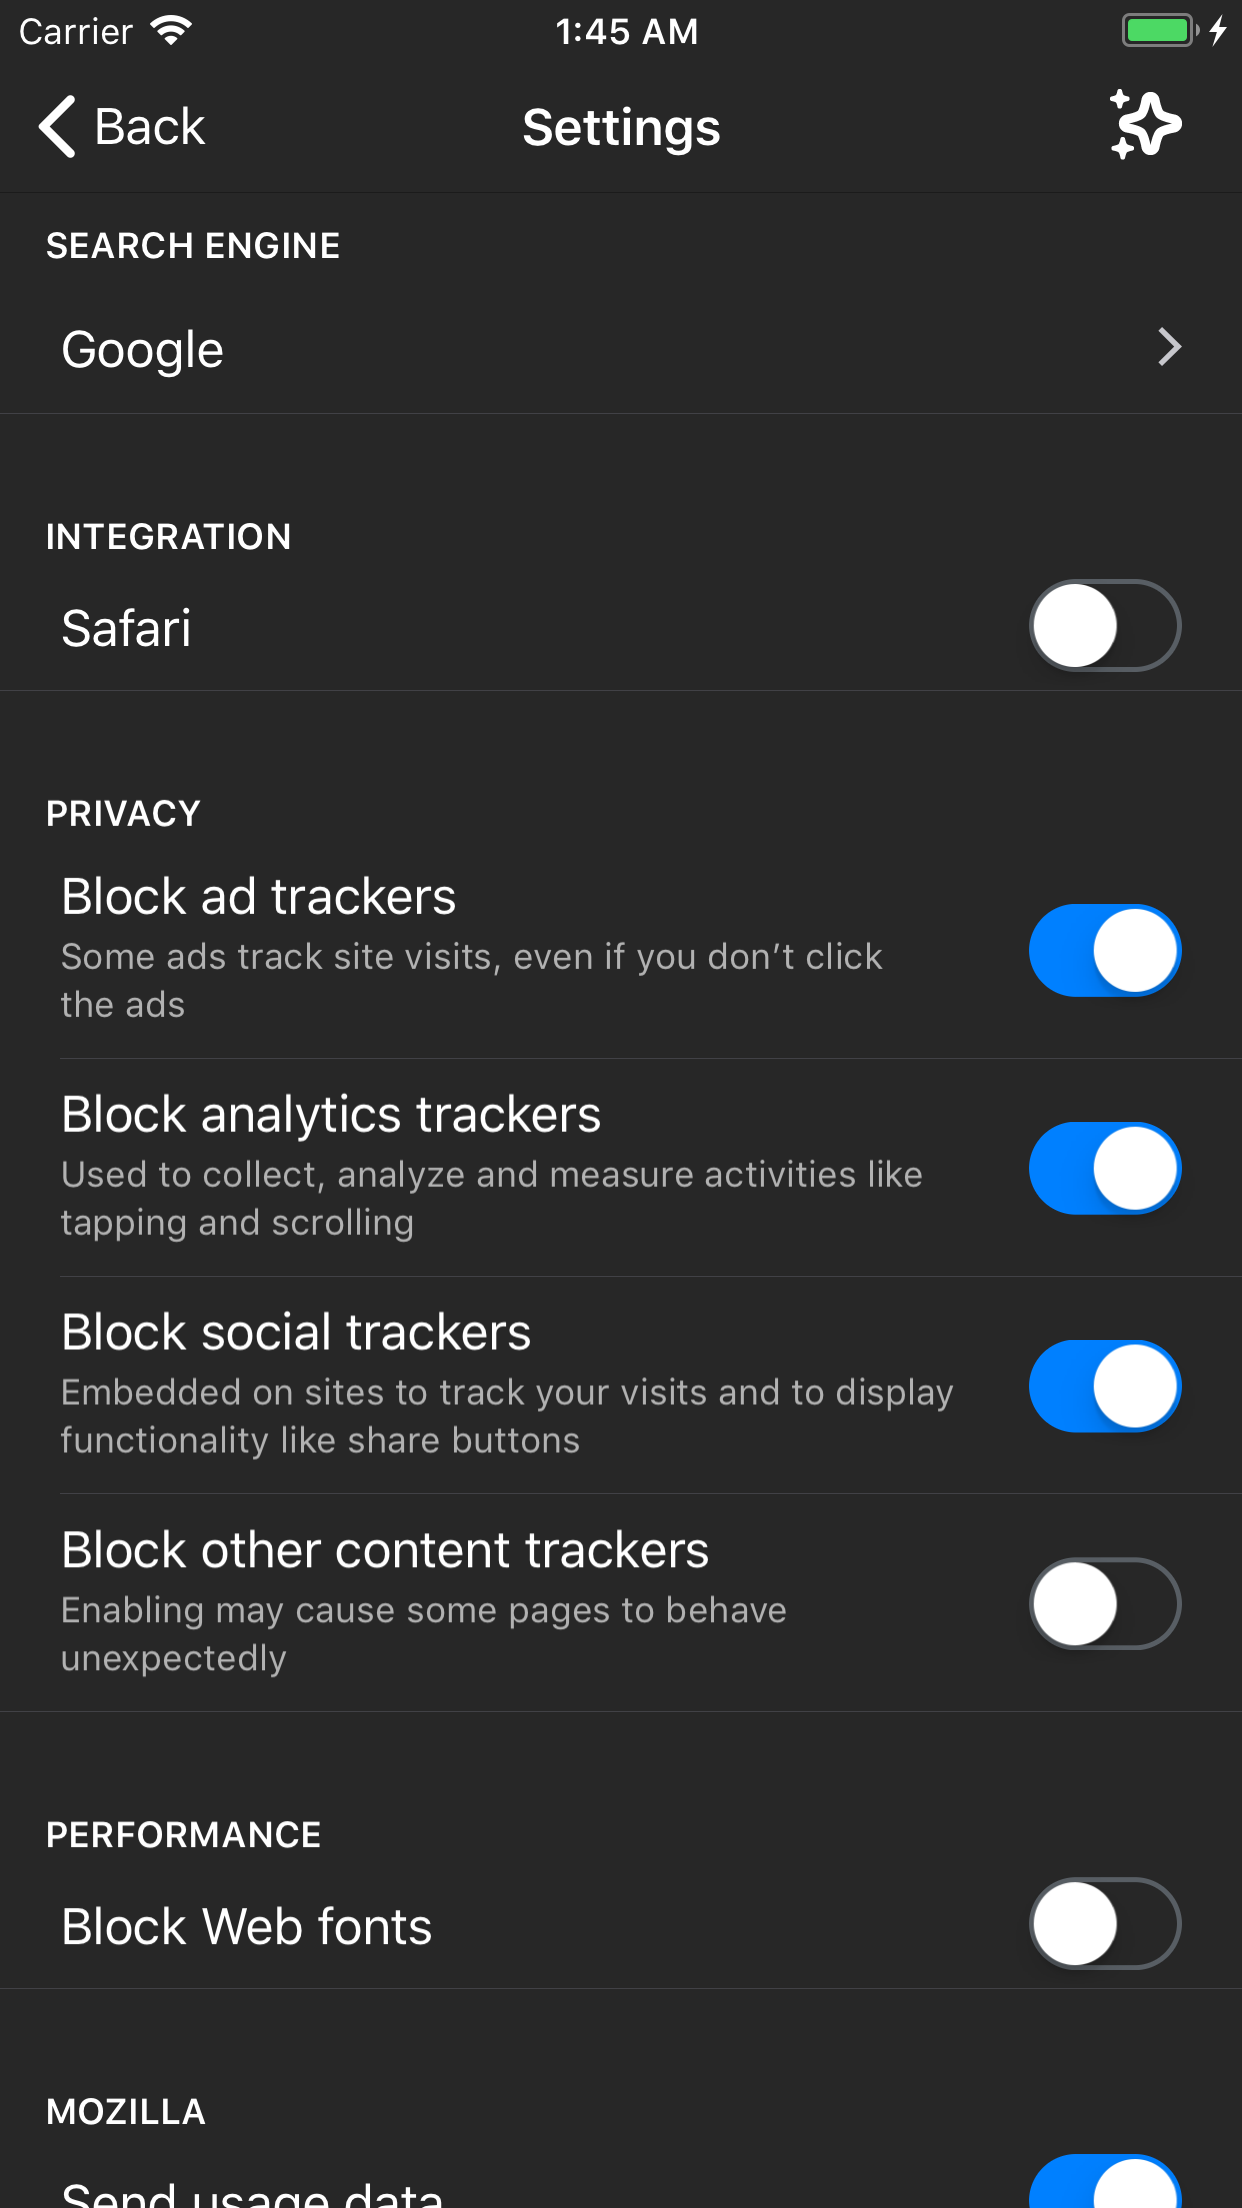 Carrier 1:45 AM
Back Settings
SEARCH ENGINE
Google
INTEGRATION
Safari
PRIVACY
Block ad trackers
Some ads track site visits, even if you don’t click
the ads
Block analytics trackers
Used to collect, analyze and measure activities like
tapping and scrolling
Block social trackers
Embedded on sites to track your visits and to display
functionality like share buttons
Block other content trackers
Enabling may cause some pages to behave
unexpectedly
PERFORMANCE
Block Web fonts
MOZILLA
Send usage data